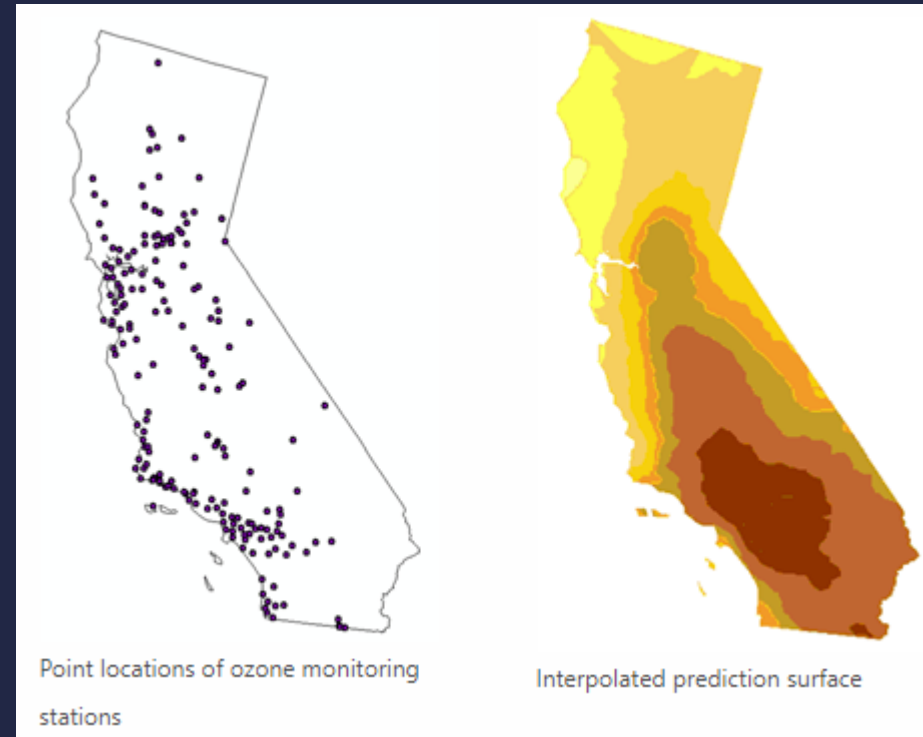 Point locations of ozone monitoring
stations
Interpolated prediction surface